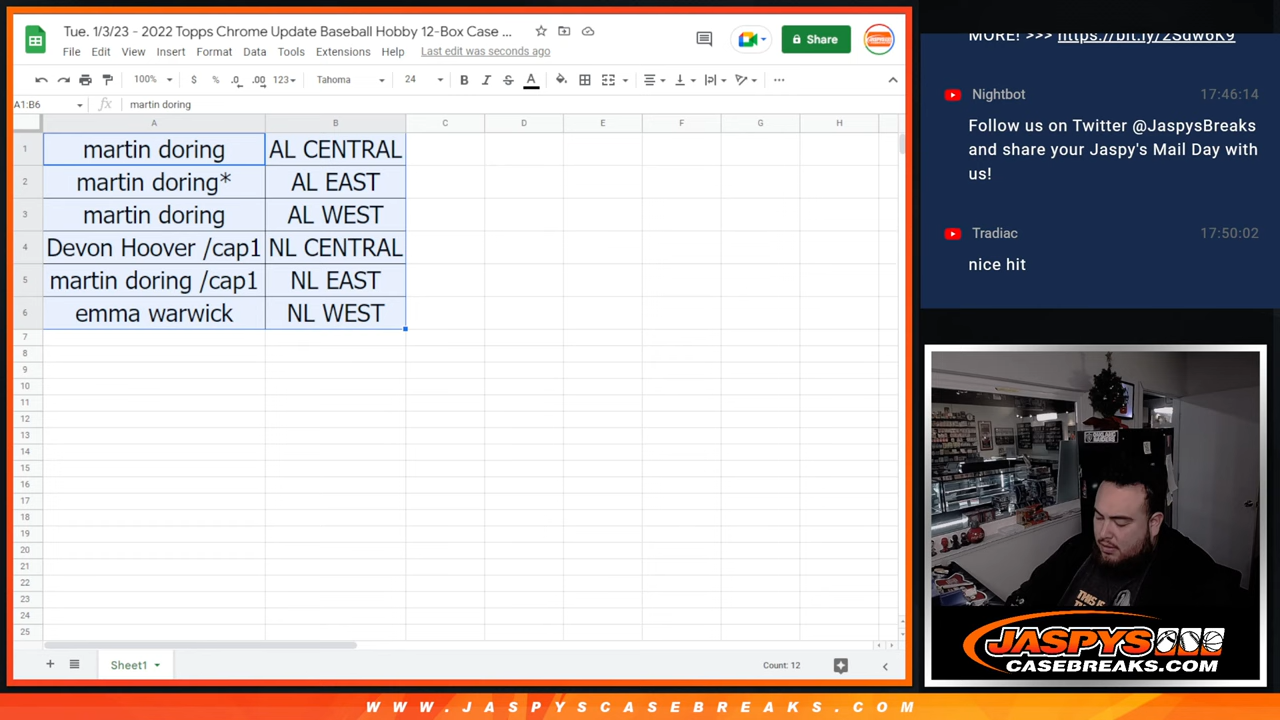 Tue. 1/3/23 - 2022 Topps Chrome Update Baseball Hobby 12-Box Case ...
File Edit View Insert Format Data Tools Extensions Help Last edit was seconds ago
Share
100% $ % .0 .00 123 Tahoma 24 B I S A
A1:B6 fx martin doring
A B C D E F G H
1 martin doring AL CENTRAL
2 martin doring* AL EAST
3 martin doring AL WEST
4 Devon Hoover /cap1 NL CENTRAL
5 martin doring /cap1 NL EAST
6 emma warwick NL WEST
7
8
9
10
11
12
13
14
15
16
17
18
19
20
21
22
23
24
25
Sheet1
Count: 12
MORE! >>> https://bit.ly/2Sdw6K9
Nightbot 17:46:14
Follow us on Twitter @JaspysBreaks
and share your Jaspy's Mail Day with
us!
Tradiac 17:50:02
nice hit
THIS IS
JASPYS
CASEBREAKS.COM
WWW.JASPYSCASEBREAKS.COM